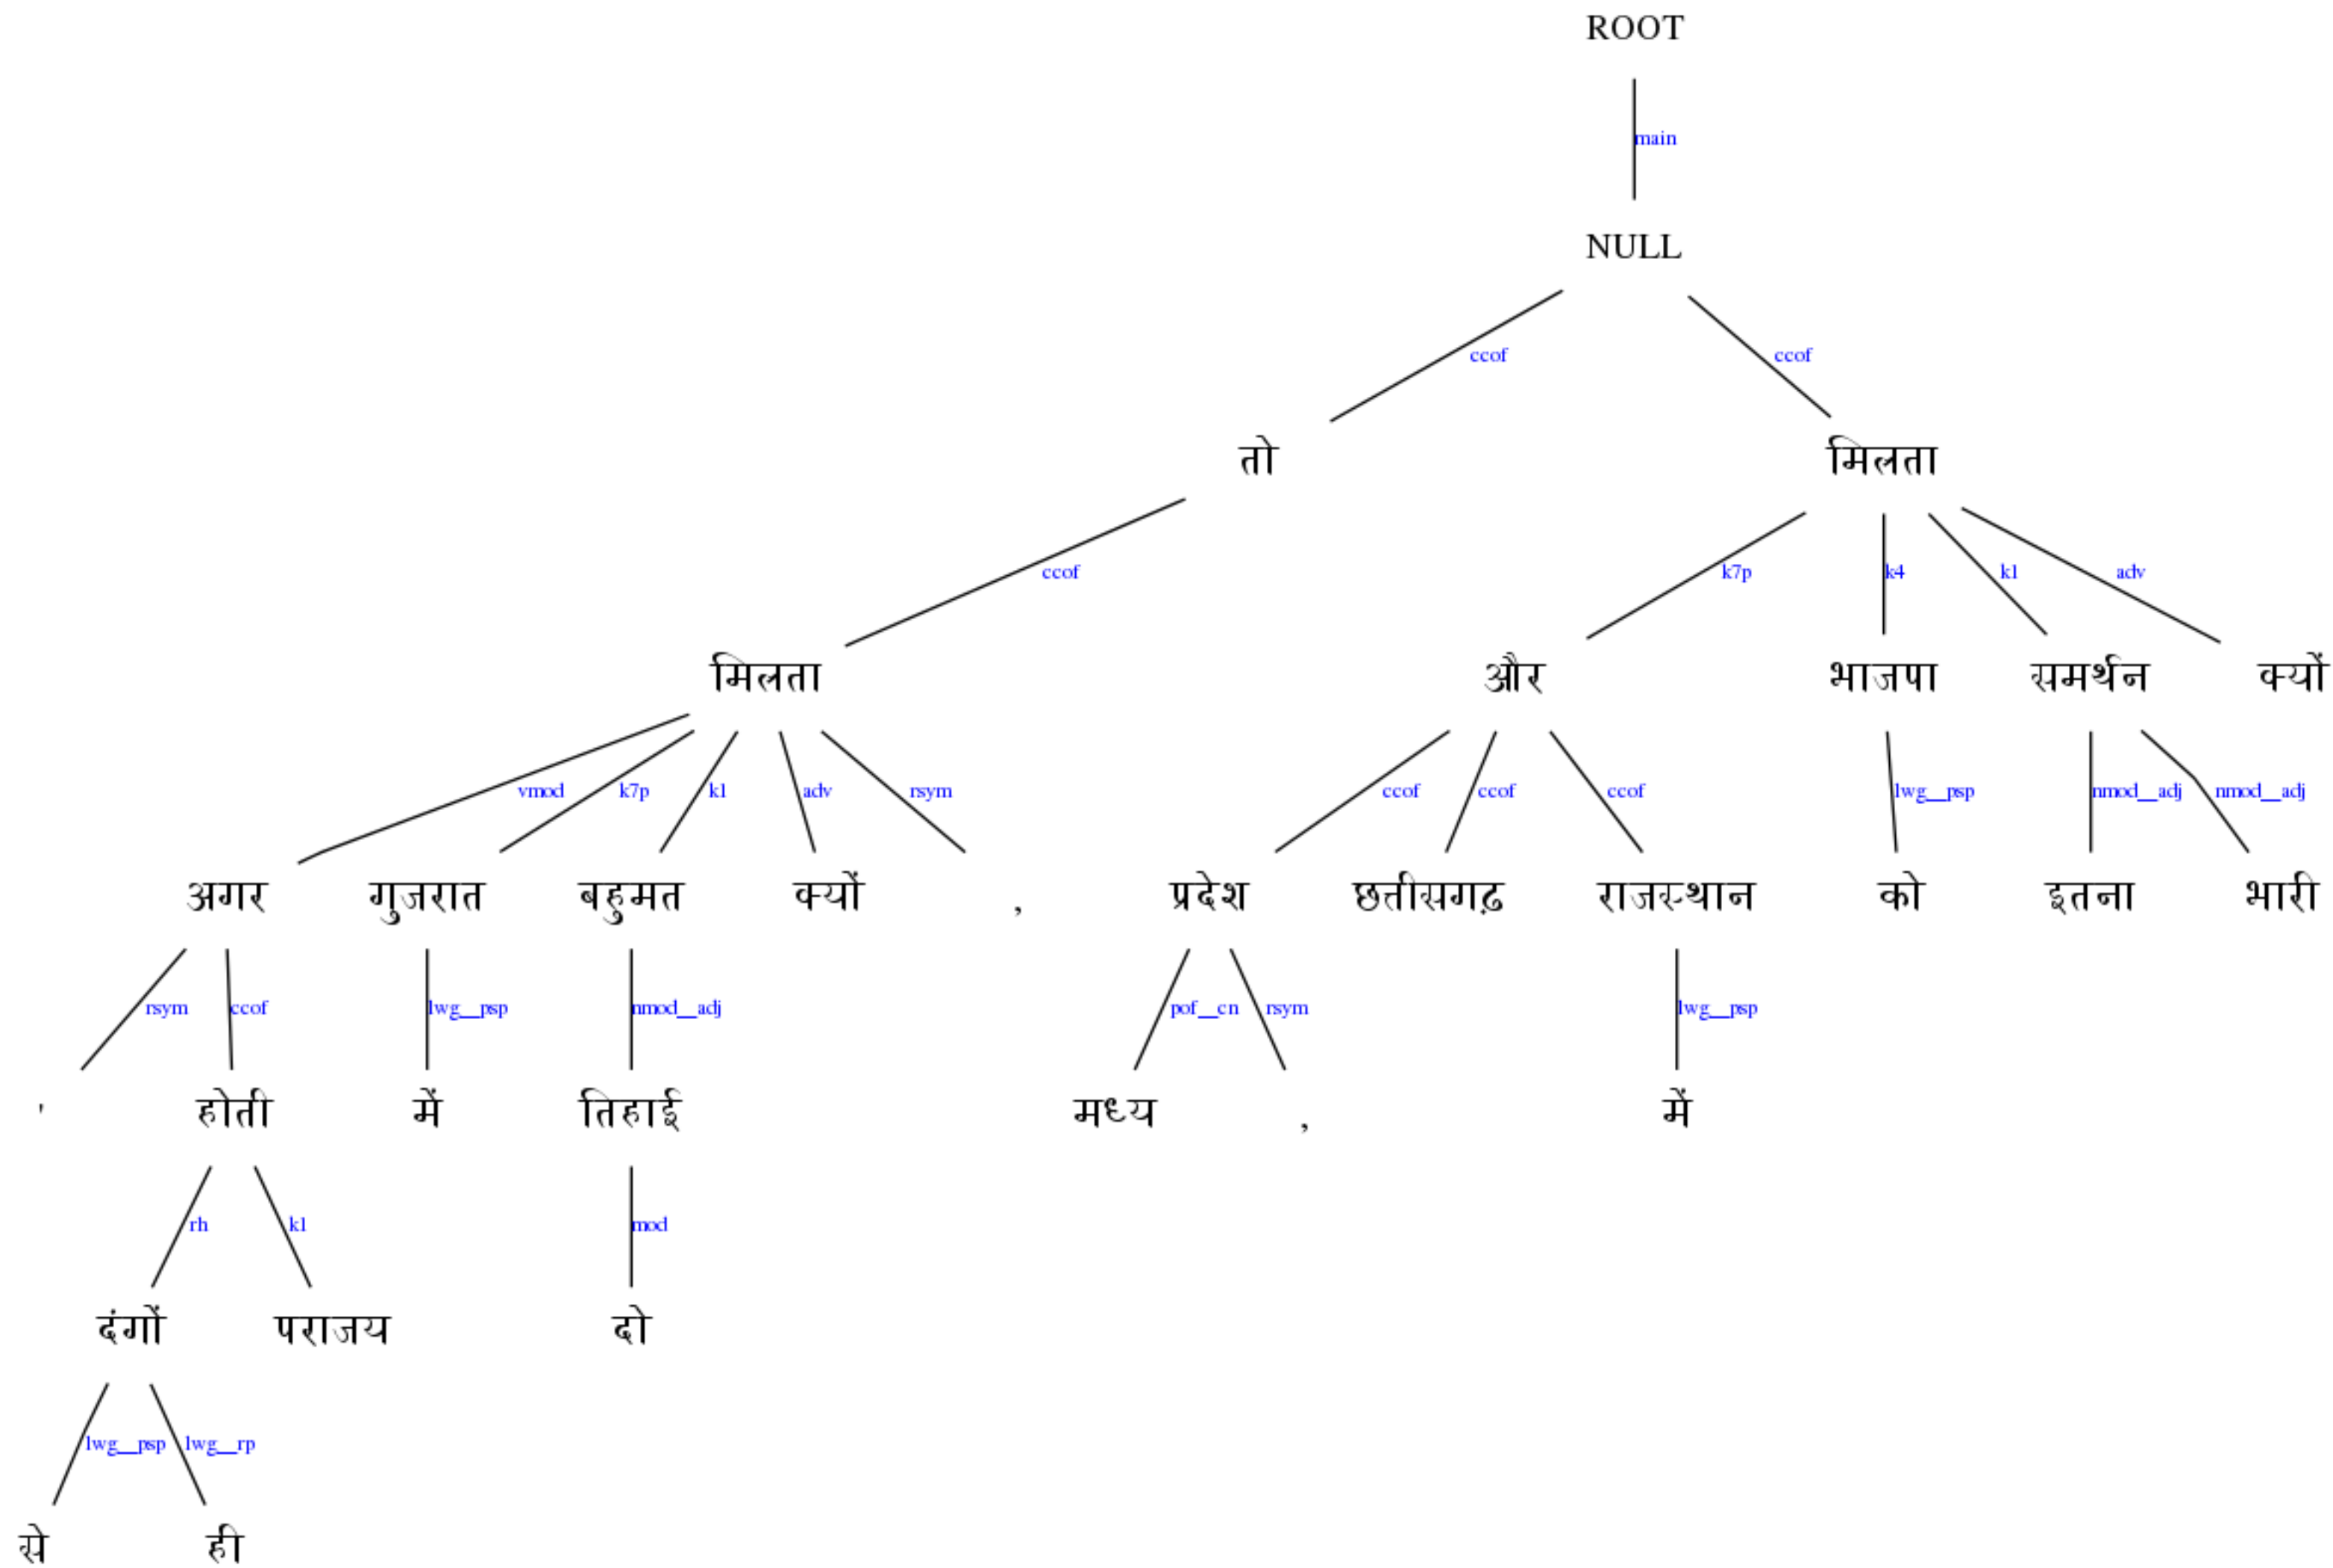 ROOT
main
NULL
ccof ccof
तो मिलता
ccof k7p k4 k1 adv
मिलता और भाजपा समर्थन क्यों
vmod k7p k1 adv rsym ccof ccof ccof lwg__psp nmod__adj nmod__adj
अगर गुजरात बहुमत क्यों , प्रदेश छत्तीसगढ़ राजस्थान को इतना भारी
rsym ccof lwg__psp nmod__adj pof__cn rsym lwg__psp
' होती में तिहाई मध्य , में
rh k1 mod
दंगों पराजय दो
lwg__psp lwg__rp
से ही